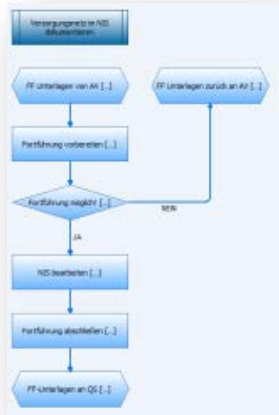 Versorgungsnetz im NIS
dokumentieren
FF Unterlagen von AV [...]
FF Unterlagen zurück an AV [...]
Fortführung vorbereiten [...]
Fortführung möglich? [...]
NEIN
JA
NIS bearbeiten [...]
Fortführung abschließen [...]
FF-Unterlagen an QS [...]